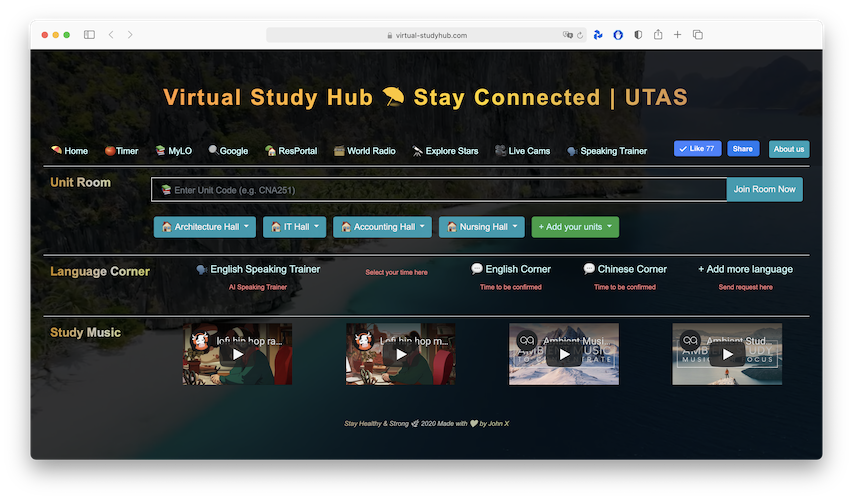 virtual-studyhub.com
Virtual Study Hub Stay Connected | UTAS
Home Timer MyLO Google ResPortal World Radio Explore Stars Live Cams Speaking Trainer Like 77 Share About us
Unit Room
Enter Unit Code (e.g. CNA251) Join Room Now
Architecture Hall IT Hall Accounting Hall Nursing Hall + Add your units
Language Corner
English Speaking Trainer Select your time here English Corner Chinese Corner + Add more language
AI Speaking Trainer Time to be confirmed Time to be confirmed Send request here
Study Music
lofi hip hop ra... Lofi hip hop m... Ambient Musi... Ambient Stud...
Stay Healthy & Strong 2020 Made with by John X